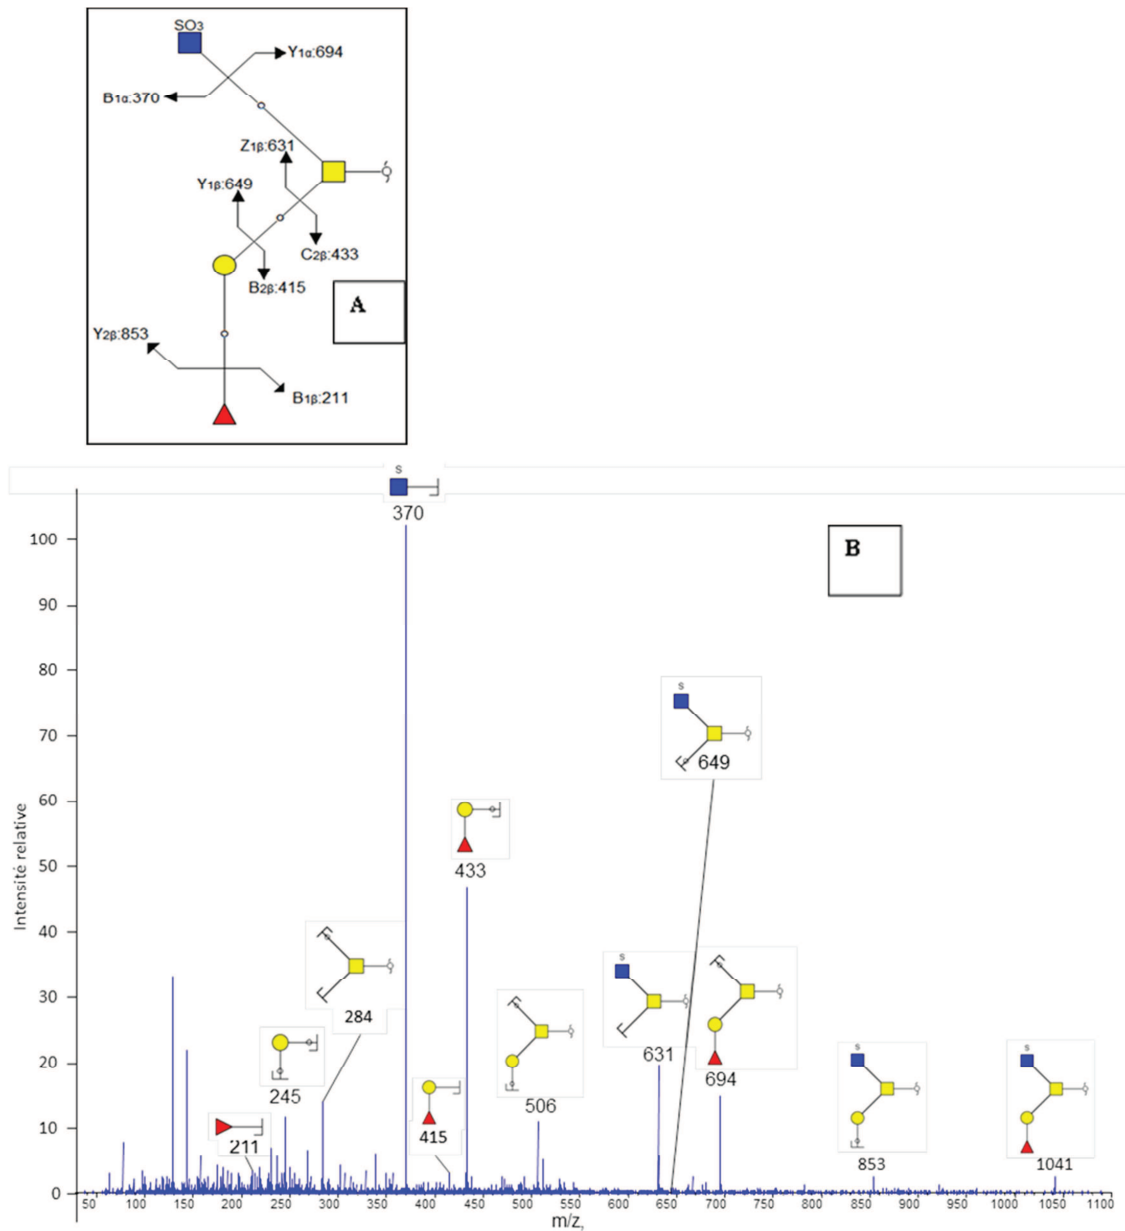 SO3
Y1α:694
B1α:370
Z1β:631
Y1β:649
C2β:433
B2β:415
A
Y2β:853
B1β:211
s
370
B
100
90
80
70
60
50
40
30
20
10
0
Intensité relative
s
649
433
284
245
211
415
506
s
631
694
s
853
s
1041
50 100 150 200 250 300 350 400 450 500 550 600 650 700 750 800 850 900 950 1000 1050 1100
m/z,